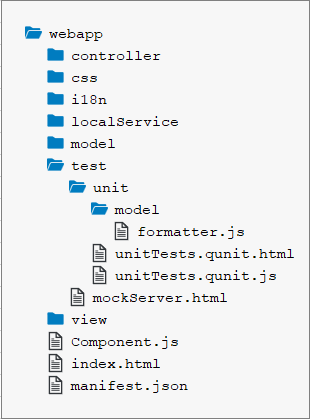 webapp
controller
css
i18n
localService
model
test
unit
model
formatter.js
unitTests.qunit.html
unitTests.qunit.js
mockServer.html
view
Component.js
index.html
manifest.json